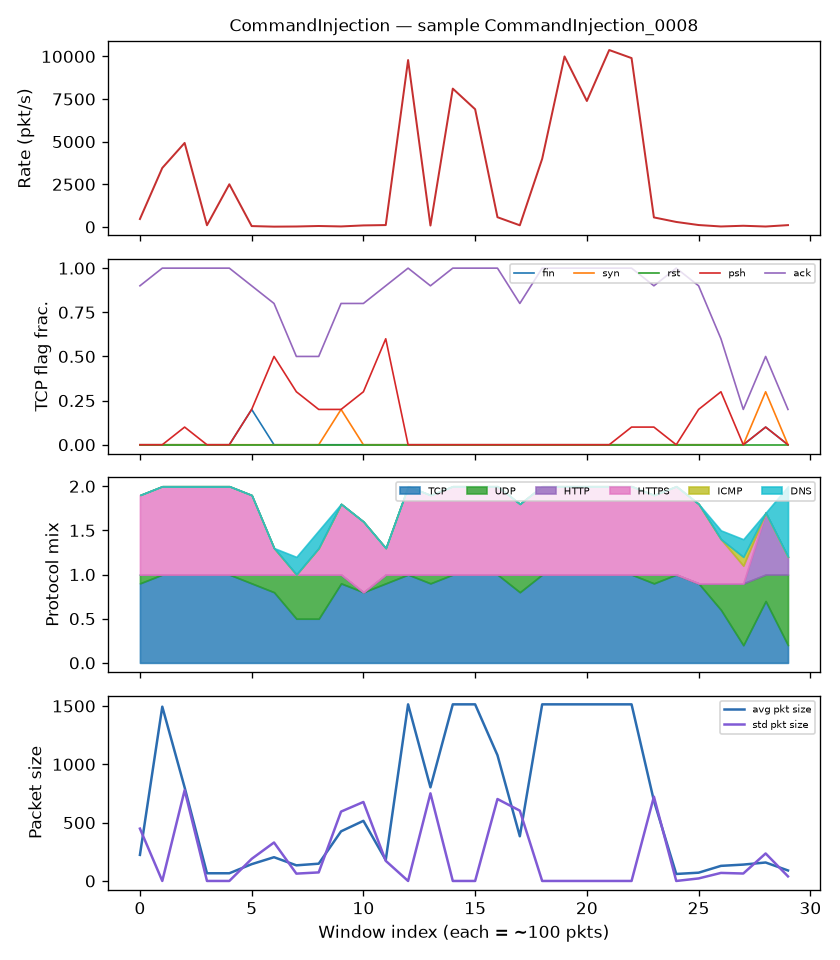 CommandInjection — sample CommandInjection_0008
Rate (pkt/s)
10000
7500
5000
2500
0
TCP flag frac.
1.00
0.75
0.50
0.25
0.00
fin syn rst psh ack
Protocol mix
2.0
1.5
1.0
0.5
0.0
TCP UDP HTTP HTTPS ICMP DNS
Packet size
1500
1000
500
0
avg pkt size
std pkt size
0 5 10 15 20 25 30
Window index (each = ~100 pkts)